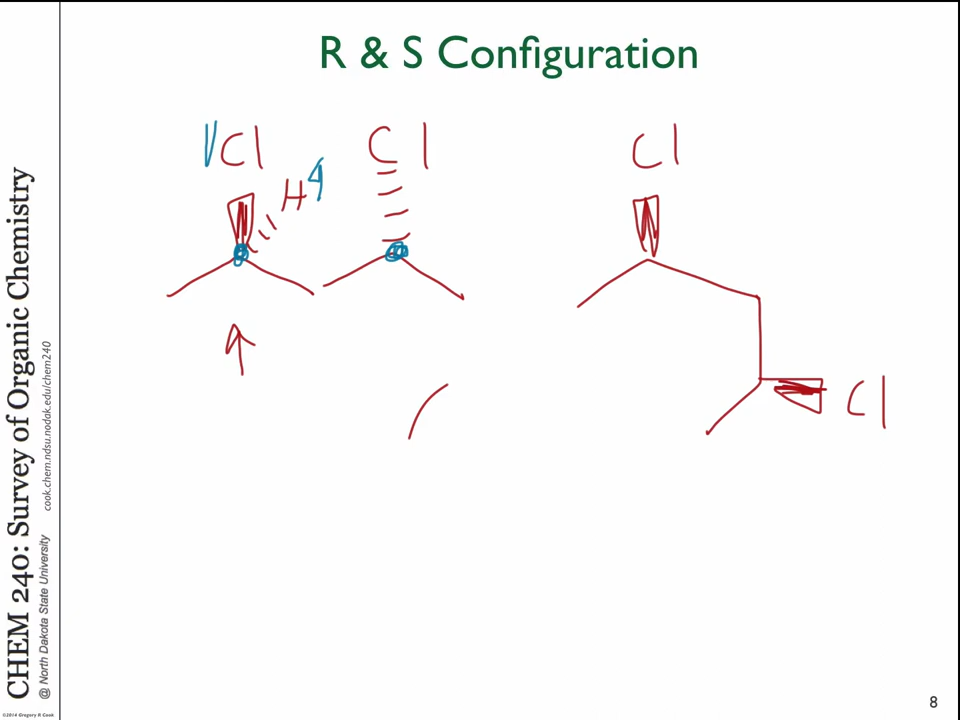 R & S Configuration
1 Cl
H 4
Cl
Cl
Cl
CHEM 240: Survey of Organic Chemistry
@ North Dakota State University
cook.chem.ndsu.nodak.edu/chem240
©2014 Gregory R Cook
8